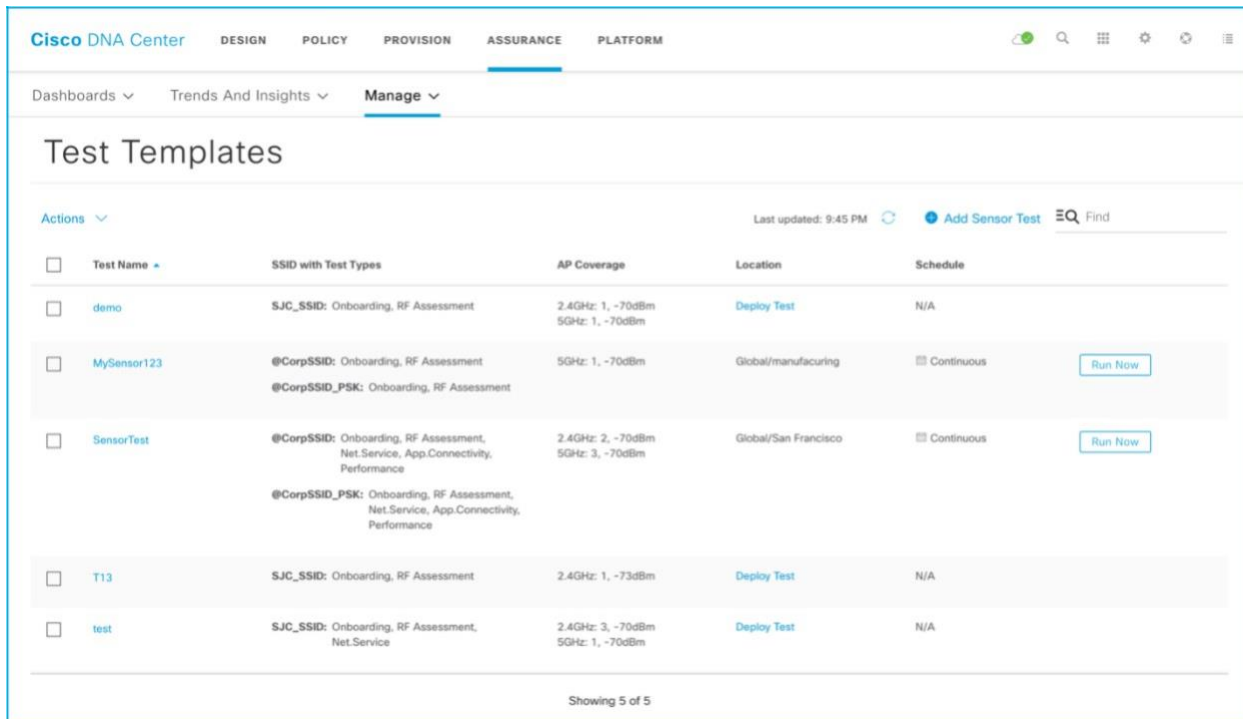 Cisco DNA Center DESIGN POLICY PROVISION ASSURANCE PLATFORM
Dashboards Trends And Insights Manage
Test Templates
Actions Last updated: 9:45 PM Add Sensor Test Find
Test Name SSID with Test Types AP Coverage Location Schedule
demo SJC_SSID: Onboarding, RF Assessment 2.4GHz: 1, -70dBm Deploy Test N/A
5GHz: 1, -70dBm
MySensor123 @CorpSSID: Onboarding, RF Assessment 5GHz: 1, -70dBm Global/manufacuring Continuous Run Now
@CorpSSID_PSK: Onboarding, RF Assessment
SensorTest @CorpSSID: Onboarding, RF Assessment, 2.4GHz: 2, -70dBm Global/San Francisco Continuous Run Now
Net.Service, App.Connectivity, 5GHz: 3, -70dBm
Performance
@CorpSSID_PSK: Onboarding, RF Assessment,
Net.Service, App.Connectivity,
Performance
T13 SJC_SSID: Onboarding, RF Assessment 2.4GHz: 1, -73dBm Deploy Test N/A
test SJC_SSID: Onboarding, RF Assessment, 2.4GHz: 3, -70dBm Deploy Test N/A
Net.Service 5GHz: 1, -70dBm
Showing 5 of 5